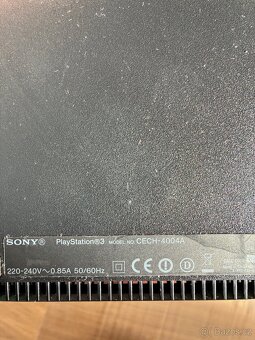 SONY® PlayStation®3 MODEL NO. CECH-4004A
220-240V～0.85A 50/60Hz